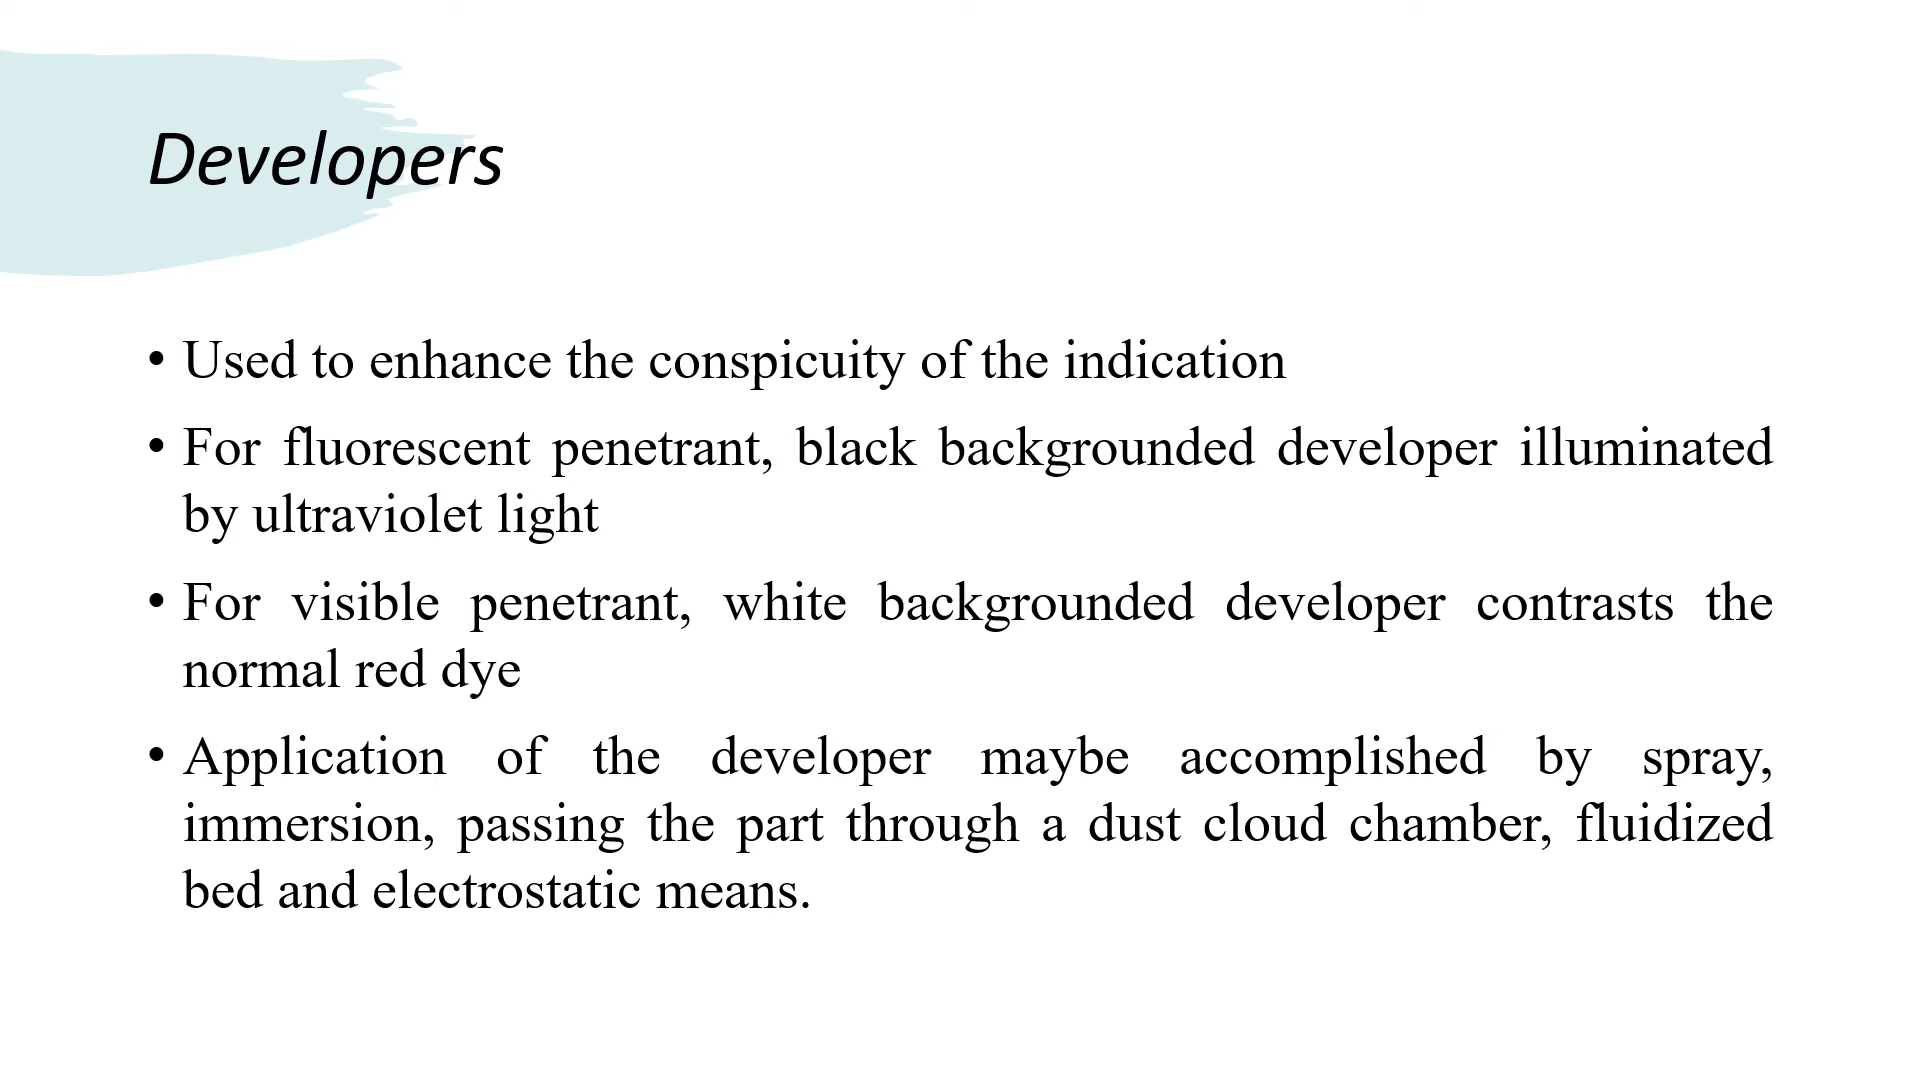 Developers
• Used to enhance the conspicuity of the indication
• For fluorescent penetrant, black backgrounded developer illuminated
by ultraviolet light
• For visible penetrant, white backgrounded developer contrasts the
normal red dye
• Application of the developer maybe accomplished by spray,
immersion, passing the part through a dust cloud chamber, fluidized
bed and electrostatic means.